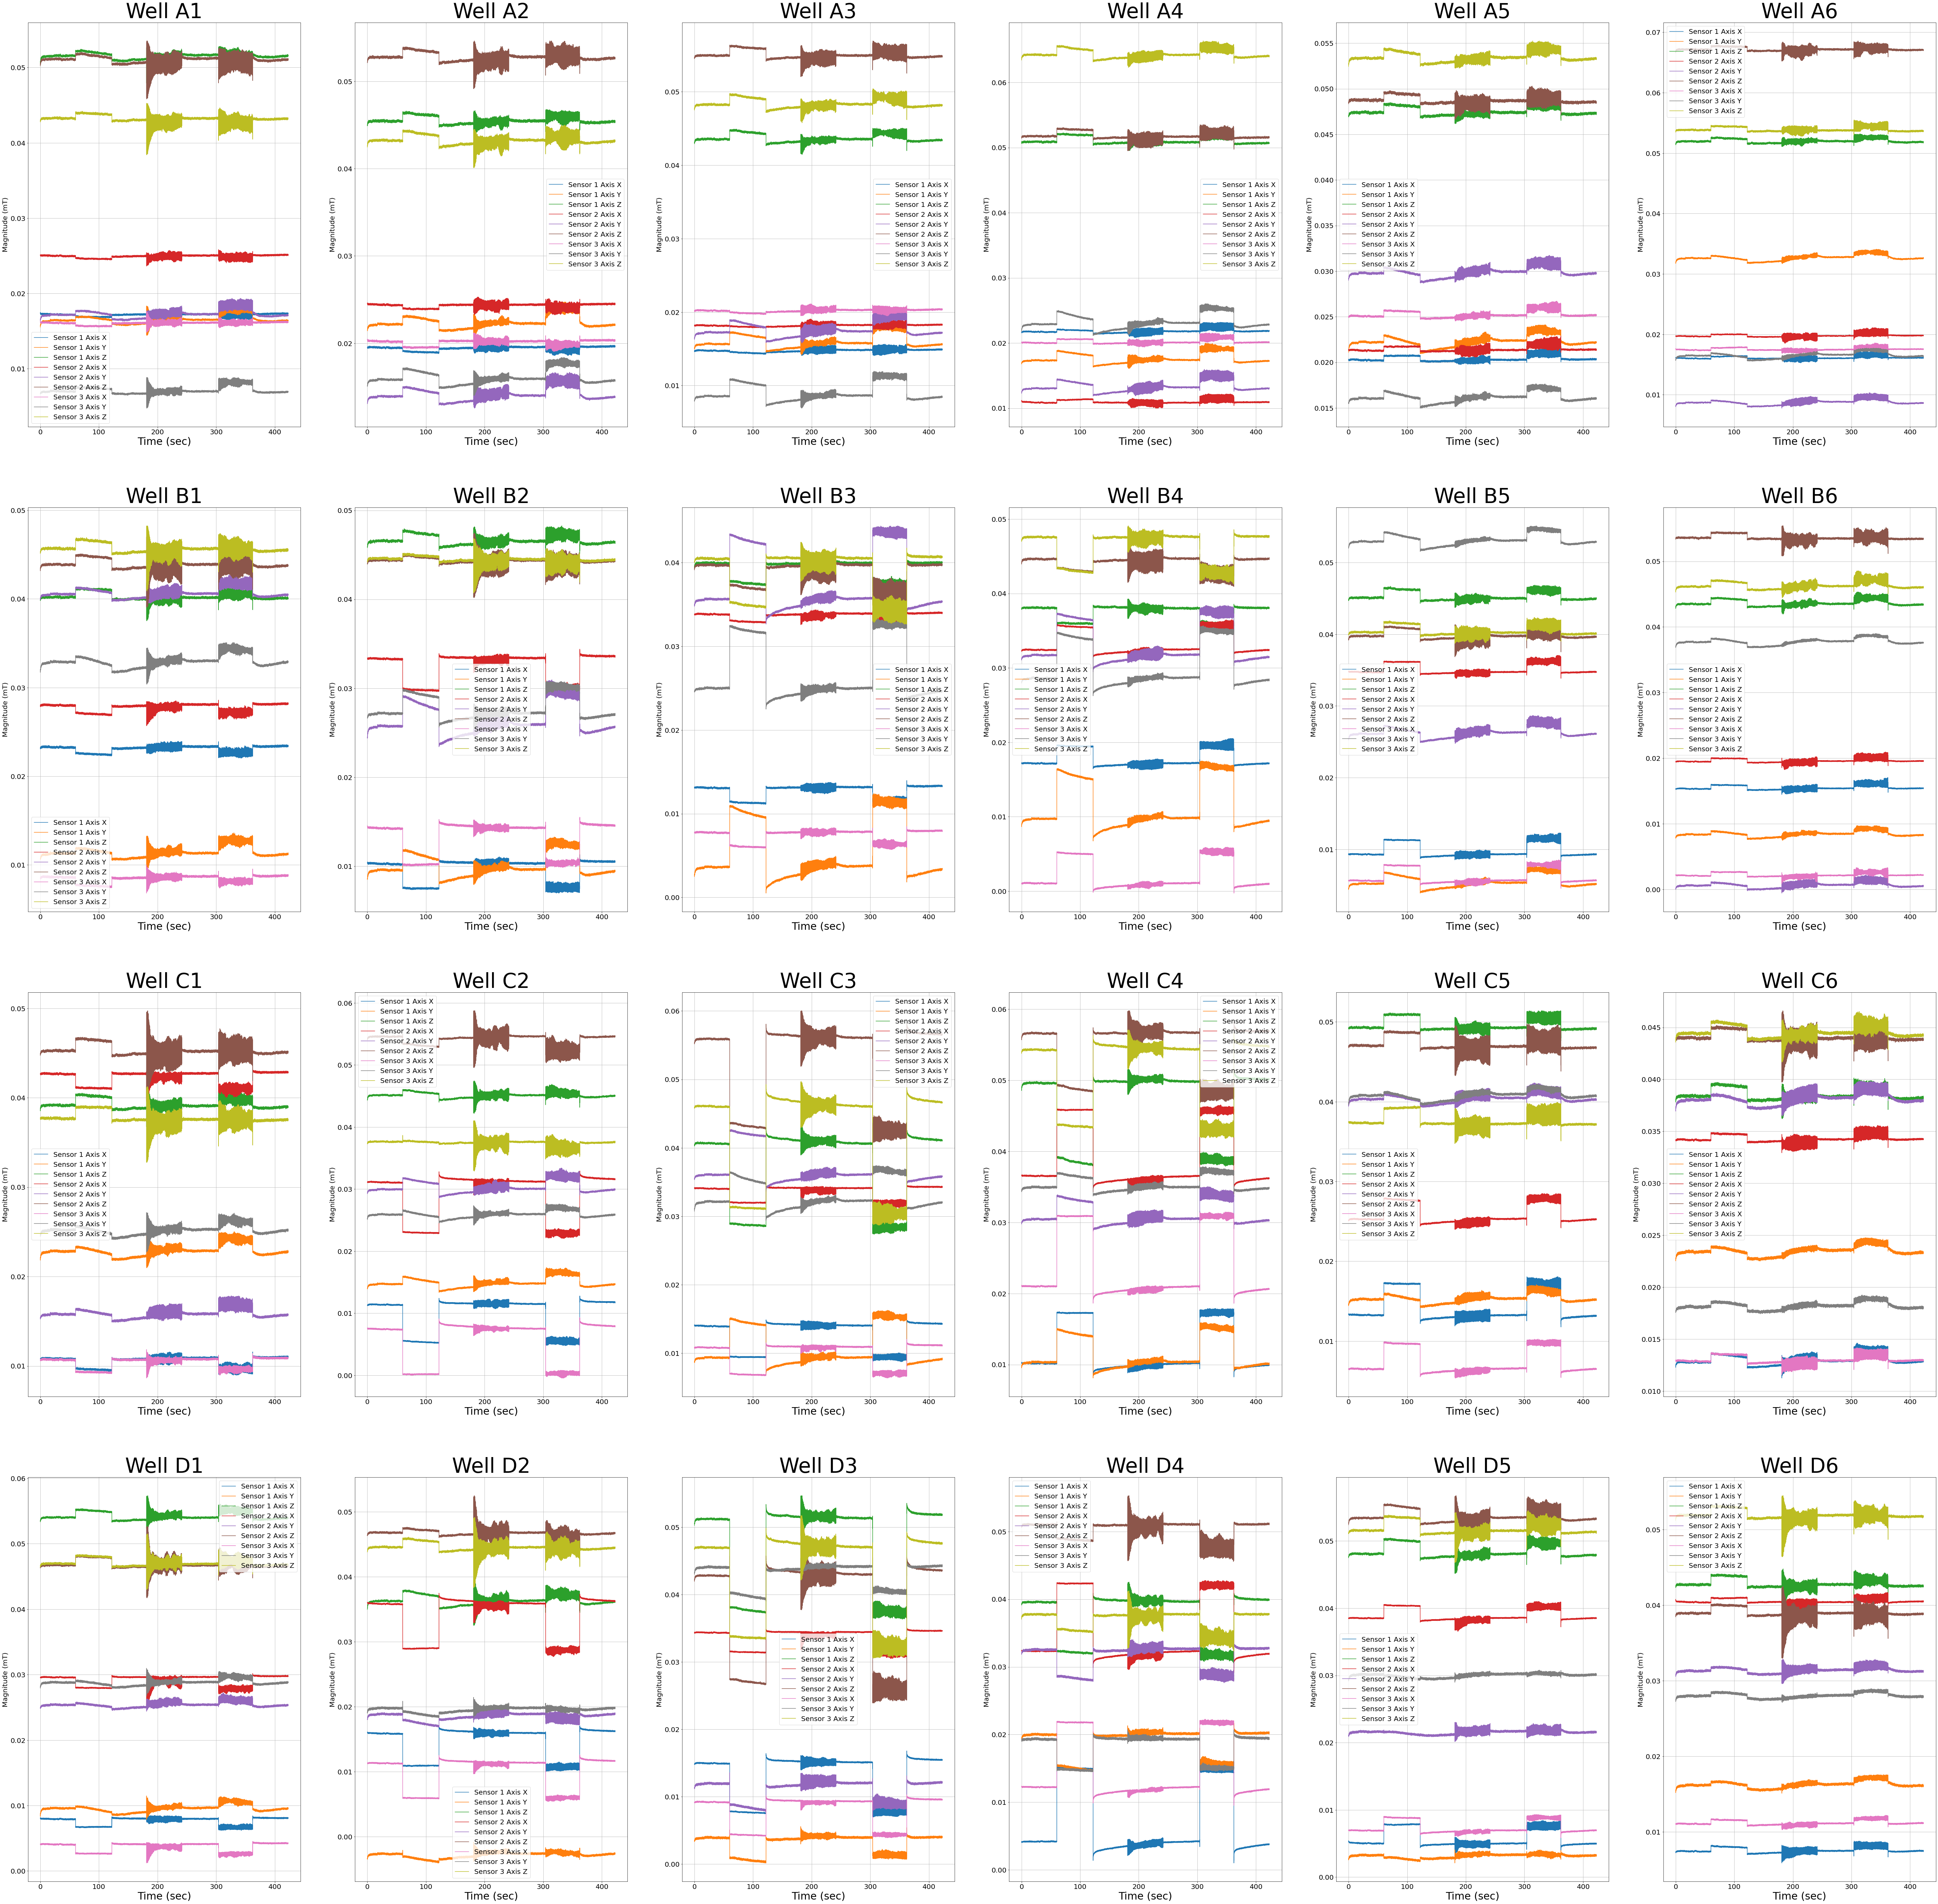 Well A1
Magnitude (mT)
0.05
0.04
0.03
0.02
0.01
Sensor 1 Axis X
Sensor 1 Axis Y
Sensor 1 Axis Z
Sensor 2 Axis X
Sensor 2 Axis Y
Sensor 2 Axis Z
Sensor 3 Axis X
Sensor 3 Axis Y
Sensor 3 Axis Z
0 100 200 300 400
Time (sec)
Well A2
Magnitude (mT)
0.05
0.04
0.03
0.02
Sensor 1 Axis X
Sensor 1 Axis Y
Sensor 1 Axis Z
Sensor 2 Axis X
Sensor 2 Axis Y
Sensor 2 Axis Z
Sensor 3 Axis X
Sensor 3 Axis Y
Sensor 3 Axis Z
0 100 200 300 400
Time (sec)
Well A3
Magnitude (mT)
0.05
0.04
0.03
0.02
0.01
Sensor 1 Axis X
Sensor 1 Axis Y
Sensor 1 Axis Z
Sensor 2 Axis X
Sensor 2 Axis Y
Sensor 2 Axis Z
Sensor 3 Axis X
Sensor 3 Axis Y
Sensor 3 Axis Z
0 100 200 300 400
Time (sec)
Well A4
Magnitude (mT)
0.06
0.05
0.04
0.03
0.02
0.01
Sensor 1 Axis X
Sensor 1 Axis Y
Sensor 1 Axis Z
Sensor 2 Axis X
Sensor 2 Axis Y
Sensor 2 Axis Z
Sensor 3 Axis X
Sensor 3 Axis Y
Sensor 3 Axis Z
0 100 200 300 400
Time (sec)
Well A5
Magnitude (mT)
0.055
0.050
0.045
0.040
0.035
0.030
0.025
0.020
0.015
Sensor 1 Axis X
Sensor 1 Axis Y
Sensor 1 Axis Z
Sensor 2 Axis X
Sensor 2 Axis Y
Sensor 2 Axis Z
Sensor 3 Axis X
Sensor 3 Axis Y
Sensor 3 Axis Z
0 100 200 300 400
Time (sec)
Well A6
Magnitude (mT)
0.07
0.06
0.05
0.04
0.03
0.02
0.01
Sensor 1 Axis X
Sensor 1 Axis Y
Sensor 1 Axis Z
Sensor 2 Axis X
Sensor 2 Axis Y
Sensor 2 Axis Z
Sensor 3 Axis X
Sensor 3 Axis Y
Sensor 3 Axis Z
0 100 200 300 400
Time (sec)
Well B1
Magnitude (mT)
0.05
0.04
0.03
0.02
0.01
Sensor 1 Axis X
Sensor 1 Axis Y
Sensor 1 Axis Z
Sensor 2 Axis X
Sensor 2 Axis Y
Sensor 2 Axis Z
Sensor 3 Axis X
Sensor 3 Axis Y
Sensor 3 Axis Z
0 100 200 300 400
Time (sec)
Well B2
Magnitude (mT)
0.05
0.04
0.03
0.02
0.01
Sensor 1 Axis X
Sensor 1 Axis Y
Sensor 1 Axis Z
Sensor 2 Axis X
Sensor 2 Axis Y
Sensor 2 Axis Z
Sensor 3 Axis X
Sensor 3 Axis Y
Sensor 3 Axis Z
0 100 200 300 400
Time (sec)
Well B3
Magnitude (mT)
0.04
0.03
0.02
0.01
0.00
Sensor 1 Axis X
Sensor 1 Axis Y
Sensor 1 Axis Z
Sensor 2 Axis X
Sensor 2 Axis Y
Sensor 2 Axis Z
Sensor 3 Axis X
Sensor 3 Axis Y
Sensor 3 Axis Z
0 100 200 300 400
Time (sec)
Well B4
Magnitude (mT)
0.05
0.04
0.03
0.02
0.01
0.00
Sensor 1 Axis X
Sensor 1 Axis Y
Sensor 1 Axis Z
Sensor 2 Axis X
Sensor 2 Axis Y
Sensor 2 Axis Z
Sensor 3 Axis X
Sensor 3 Axis Y
Sensor 3 Axis Z
0 100 200 300 400
Time (sec)
Well B5
Magnitude (mT)
0.05
0.04
0.03
0.02
0.01
Sensor 1 Axis X
Sensor 1 Axis Y
Sensor 1 Axis Z
Sensor 2 Axis X
Sensor 2 Axis Y
Sensor 2 Axis Z
Sensor 3 Axis X
Sensor 3 Axis Y
Sensor 3 Axis Z
0 100 200 300 400
Time (sec)
Well B6
Magnitude (mT)
0.05
0.04
0.03
0.02
0.01
0.00
Sensor 1 Axis X
Sensor 1 Axis Y
Sensor 1 Axis Z
Sensor 2 Axis X
Sensor 2 Axis Y
Sensor 2 Axis Z
Sensor 3 Axis X
Sensor 3 Axis Y
Sensor 3 Axis Z
0 100 200 300 400
Time (sec)
Well C1
Magnitude (mT)
0.05
0.04
0.03
0.02
0.01
Sensor 1 Axis X
Sensor 1 Axis Y
Sensor 1 Axis Z
Sensor 2 Axis X
Sensor 2 Axis Y
Sensor 2 Axis Z
Sensor 3 Axis X
Sensor 3 Axis Y
Sensor 3 Axis Z
0 100 200 300 400
Time (sec)
Well C2
Magnitude (mT)
0.06
0.05
0.04
0.03
0.02
0.01
0.00
Sensor 1 Axis X
Sensor 1 Axis Y
Sensor 1 Axis Z
Sensor 2 Axis X
Sensor 2 Axis Y
Sensor 2 Axis Z
Sensor 3 Axis X
Sensor 3 Axis Y
Sensor 3 Axis Z
0 100 200 300 400
Time (sec)
Well C3
Magnitude (mT)
0.06
0.05
0.04
0.03
0.02
0.01
Sensor 1 Axis X
Sensor 1 Axis Y
Sensor 1 Axis Z
Sensor 2 Axis X
Sensor 2 Axis Y
Sensor 2 Axis Z
Sensor 3 Axis X
Sensor 3 Axis Y
Sensor 3 Axis Z
0 100 200 300 400
Time (sec)
Well C4
Magnitude (mT)
0.06
0.05
0.04
0.03
0.02
0.01
Sensor 1 Axis X
Sensor 1 Axis Y
Sensor 1 Axis Z
Sensor 2 Axis X
Sensor 2 Axis Y
Sensor 2 Axis Z
Sensor 3 Axis X
Sensor 3 Axis Y
Sensor 3 Axis Z
0 100 200 300 400
Time (sec)
Well C5
Magnitude (mT)
0.05
0.04
0.03
0.02
0.01
Sensor 1 Axis X
Sensor 1 Axis Y
Sensor 1 Axis Z
Sensor 2 Axis X
Sensor 2 Axis Y
Sensor 2 Axis Z
Sensor 3 Axis X
Sensor 3 Axis Y
Sensor 3 Axis Z
0 100 200 300 400
Time (sec)
Well C6
Magnitude (mT)
0.045
0.040
0.035
0.030
0.025
0.020
0.015
0.010
Sensor 1 Axis X
Sensor 1 Axis Y
Sensor 1 Axis Z
Sensor 2 Axis X
Sensor 2 Axis Y
Sensor 2 Axis Z
Sensor 3 Axis X
Sensor 3 Axis Y
Sensor 3 Axis Z
0 100 200 300 400
Time (sec)
Well D1
Magnitude (mT)
0.06
0.05
0.04
0.03
0.02
0.01
0.00
Sensor 1 Axis X
Sensor 1 Axis Y
Sensor 1 Axis Z
Sensor 2 Axis X
Sensor 2 Axis Y
Sensor 2 Axis Z
Sensor 3 Axis X
Sensor 3 Axis Y
Sensor 3 Axis Z
0 100 200 300 400
Time (sec)
Well D2
Magnitude (mT)
0.05
0.04
0.03
0.02
0.01
0.00
Sensor 1 Axis X
Sensor 1 Axis Y
Sensor 1 Axis Z
Sensor 2 Axis X
Sensor 2 Axis Y
Sensor 2 Axis Z
Sensor 3 Axis X
Sensor 3 Axis Y
Sensor 3 Axis Z
0 100 200 300 400
Time (sec)
Well D3
Magnitude (mT)
0.05
0.04
0.03
0.02
0.01
0.00
Sensor 1 Axis X
Sensor 1 Axis Y
Sensor 1 Axis Z
Sensor 2 Axis X
Sensor 2 Axis Y
Sensor 2 Axis Z
Sensor 3 Axis X
Sensor 3 Axis Y
Sensor 3 Axis Z
0 100 200 300 400
Time (sec)
Well D4
Magnitude (mT)
0.05
0.04
0.03
0.02
0.01
0.00
Sensor 1 Axis X
Sensor 1 Axis Y
Sensor 1 Axis Z
Sensor 2 Axis X
Sensor 2 Axis Y
Sensor 2 Axis Z
Sensor 3 Axis X
Sensor 3 Axis Y
Sensor 3 Axis Z
0 100 200 300 400
Time (sec)
Well D5
Magnitude (mT)
0.05
0.04
0.03
0.02
0.01
0.00
Sensor 1 Axis X
Sensor 1 Axis Y
Sensor 1 Axis Z
Sensor 2 Axis X
Sensor 2 Axis Y
Sensor 2 Axis Z
Sensor 3 Axis X
Sensor 3 Axis Y
Sensor 3 Axis Z
0 100 200 300 400
Time (sec)
Well D6
Magnitude (mT)
0.05
0.04
0.03
0.02
0.01
Sensor 1 Axis X
Sensor 1 Axis Y
Sensor 1 Axis Z
Sensor 2 Axis X
Sensor 2 Axis Y
Sensor 2 Axis Z
Sensor 3 Axis X
Sensor 3 Axis Y
Sensor 3 Axis Z
0 100 200 300 400
Time (sec)